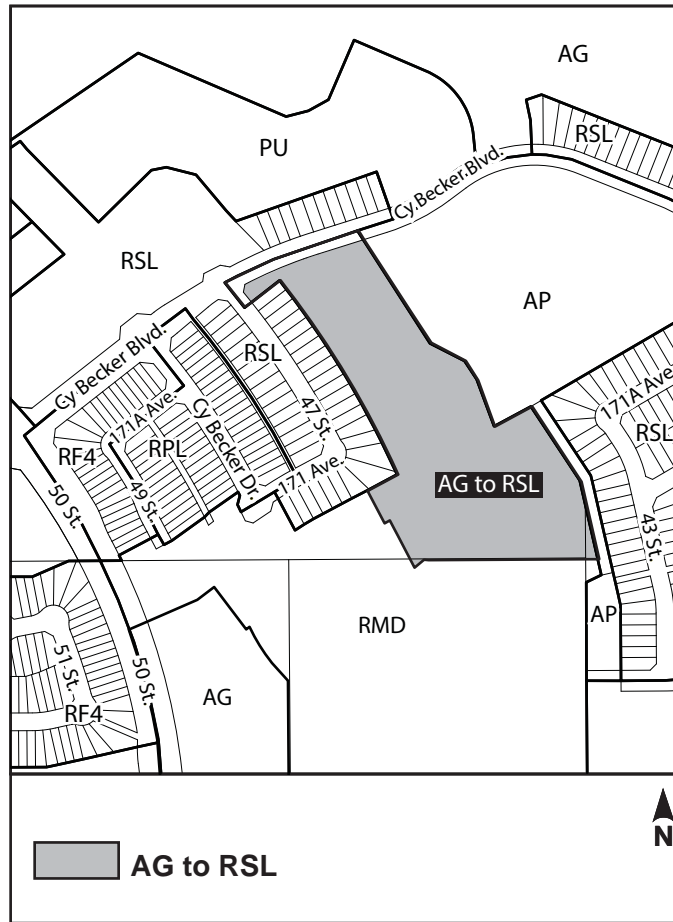 AG
RSL
PU
Cy Becker Blvd.
RSL
AP
Cy Becker Blvd.
RSL
171A Ave.
171A Ave.
47 St.
RSL
RF4
RPL
Cy Becker Dr.
171 Ave.
AG to RSL
49 St.
50 St.
43 St.
RMD
AP
51 St.
50 St.
AG
RF4
N
AG to RSL